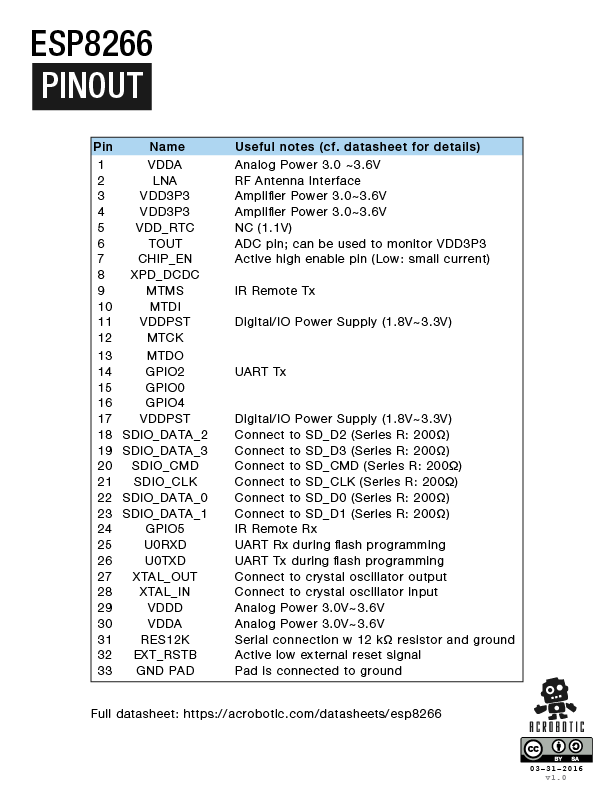 ESP8266
PINOUT
Pin Name Useful notes (cf. datasheet for details)
1 VDDA Analog Power 3.0 ~3.6V
2 LNA RF Antenna Interface
3 VDD3P3 Amplifier Power 3.0~3.6V
4 VDD3P3 Amplifier Power 3.0~3.6V
5 VDD_RTC NC (1.1V)
6 TOUT ADC pin; can be used to monitor VDD3P3
7 CHIP_EN Active high enable pin (Low: small current)
8 XPD_DCDC
9 MTMS IR Remote Tx
10 MTDI
11 VDDPST Digital/IO Power Supply (1.8V~3.3V)
12 MTCK
13 MTDO
14 GPIO2 UART Tx
15 GPIO0
16 GPIO4
17 VDDPST Digital/IO Power Supply (1.8V~3.3V)
18 SDIO_DATA_2 Connect to SD_D2 (Series R: 200Ω)
19 SDIO_DATA_3 Connect to SD_D3 (Series R: 200Ω)
20 SDIO_CMD Connect to SD_CMD (Series R: 200Ω)
21 SDIO_CLK Connect to SD_CLK (Series R: 200Ω)
22 SDIO_DATA_0 Connect to SD_D0 (Series R: 200Ω)
23 SDIO_DATA_1 Connect to SD_D1 (Series R: 200Ω)
24 GPIO5 IR Remote Rx
25 U0RXD UART Rx during flash programming
26 U0TXD UART Tx during flash programming
27 XTAL_OUT Connect to crystal oscillator output
28 XTAL_IN Connect to crystal oscillator input
29 VDDD Analog Power 3.0V~3.6V
30 VDDA Analog Power 3.0V~3.6V
31 RES12K Serial connection w 12 kΩ resistor and ground
32 EXT_RSTB Active low external reset signal
33 GND PAD Pad is connected to ground
Full datasheet: https://acrobotic.com/datasheets/esp8266
ACROBOTIC
cc BY SA
03-31-2016
v1.0